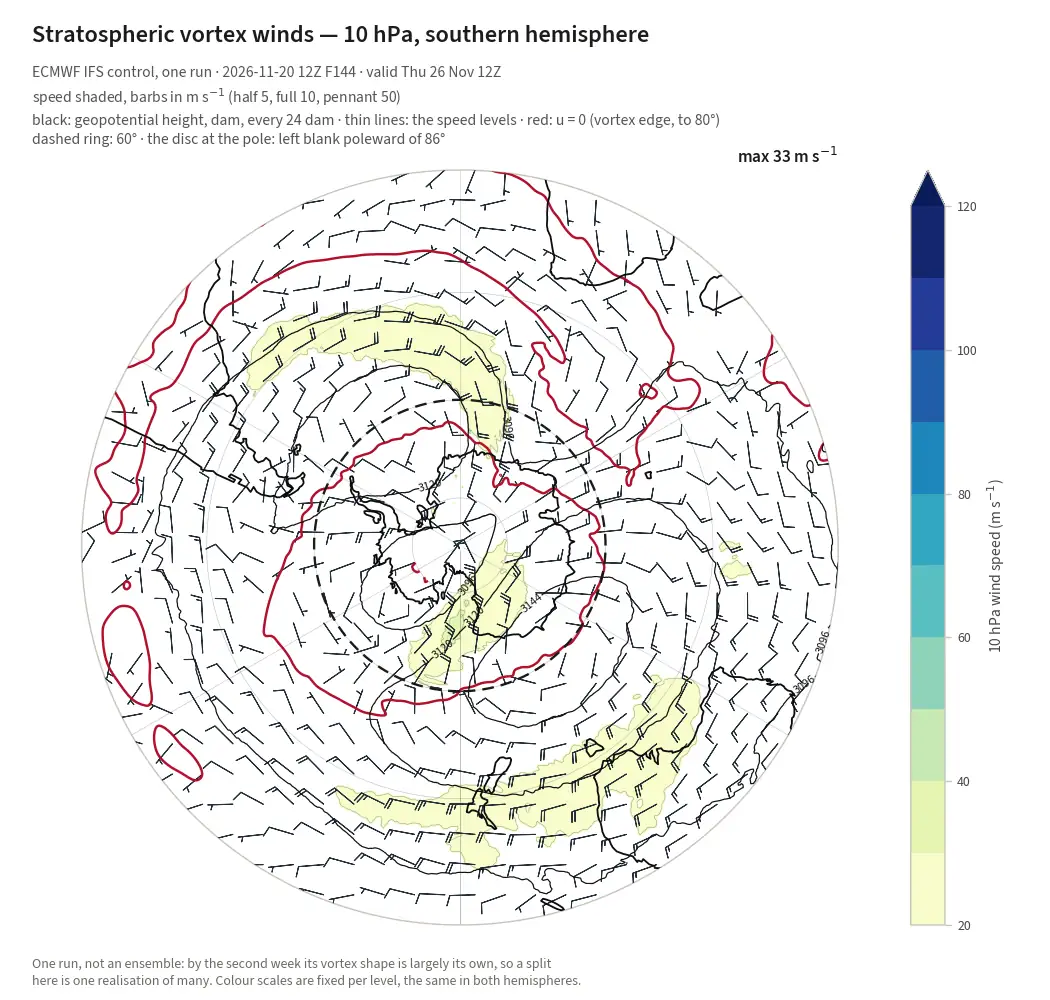 Stratospheric vortex winds — 10 hPa, southern hemisphere
ECMWF IFS control, one run · 2026-11-20 12Z F144 · valid Thu 26 Nov 12Z
speed shaded, barbs in m s−1 (half 5, full 10, pennant 50)
black: geopotential height, dam, every 24 dam · thin lines: the speed levels · red: u = 0 (vortex edge, to 80°)
dashed ring: 60° · the disc at the pole: left blank poleward of 86°
max 33 m s−1
120
100
80
60
40
20
10 hPa wind speed (m s−1)
3120
3144
3120
3120
3096
3096
One run, not an ensemble: by the second week its vortex shape is largely its own, so a split
here is one realisation of many. Colour scales are fixed per level, the same in both hemispheres.